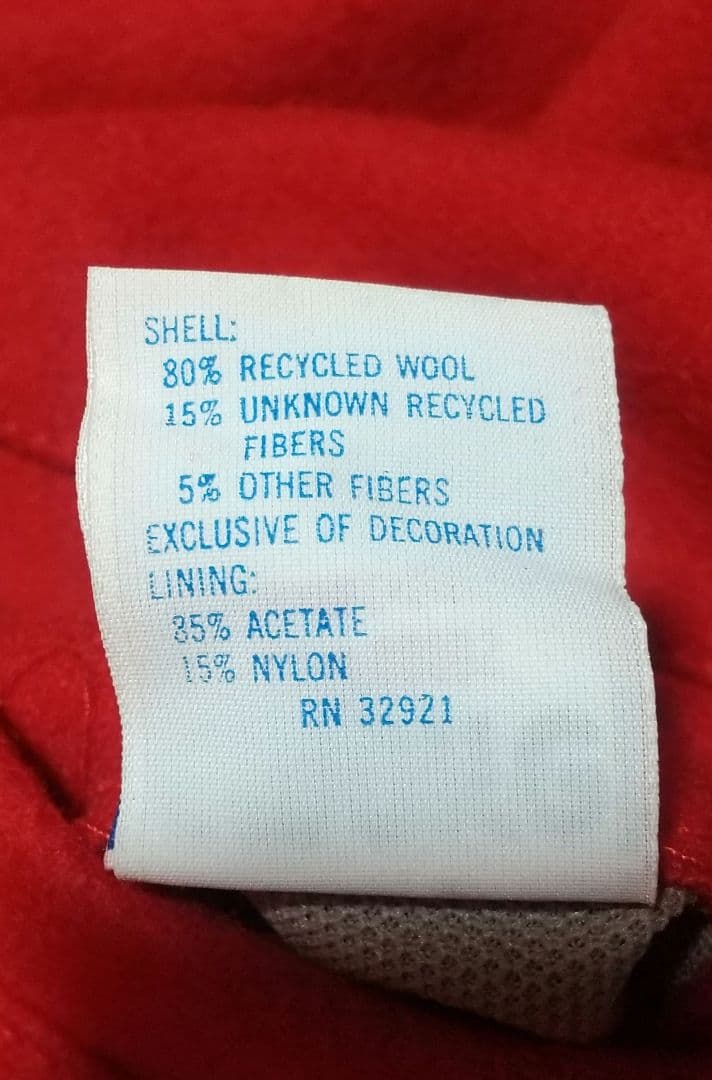 SHELL:
80% RECYCLED WOOL
15% UNKNOWN RECYCLED
FIBERS
5% OTHER FIBERS
EXCLUSIVE OF DECORATION
LINING:
85% ACETATE
15% NYLON
RN 32921